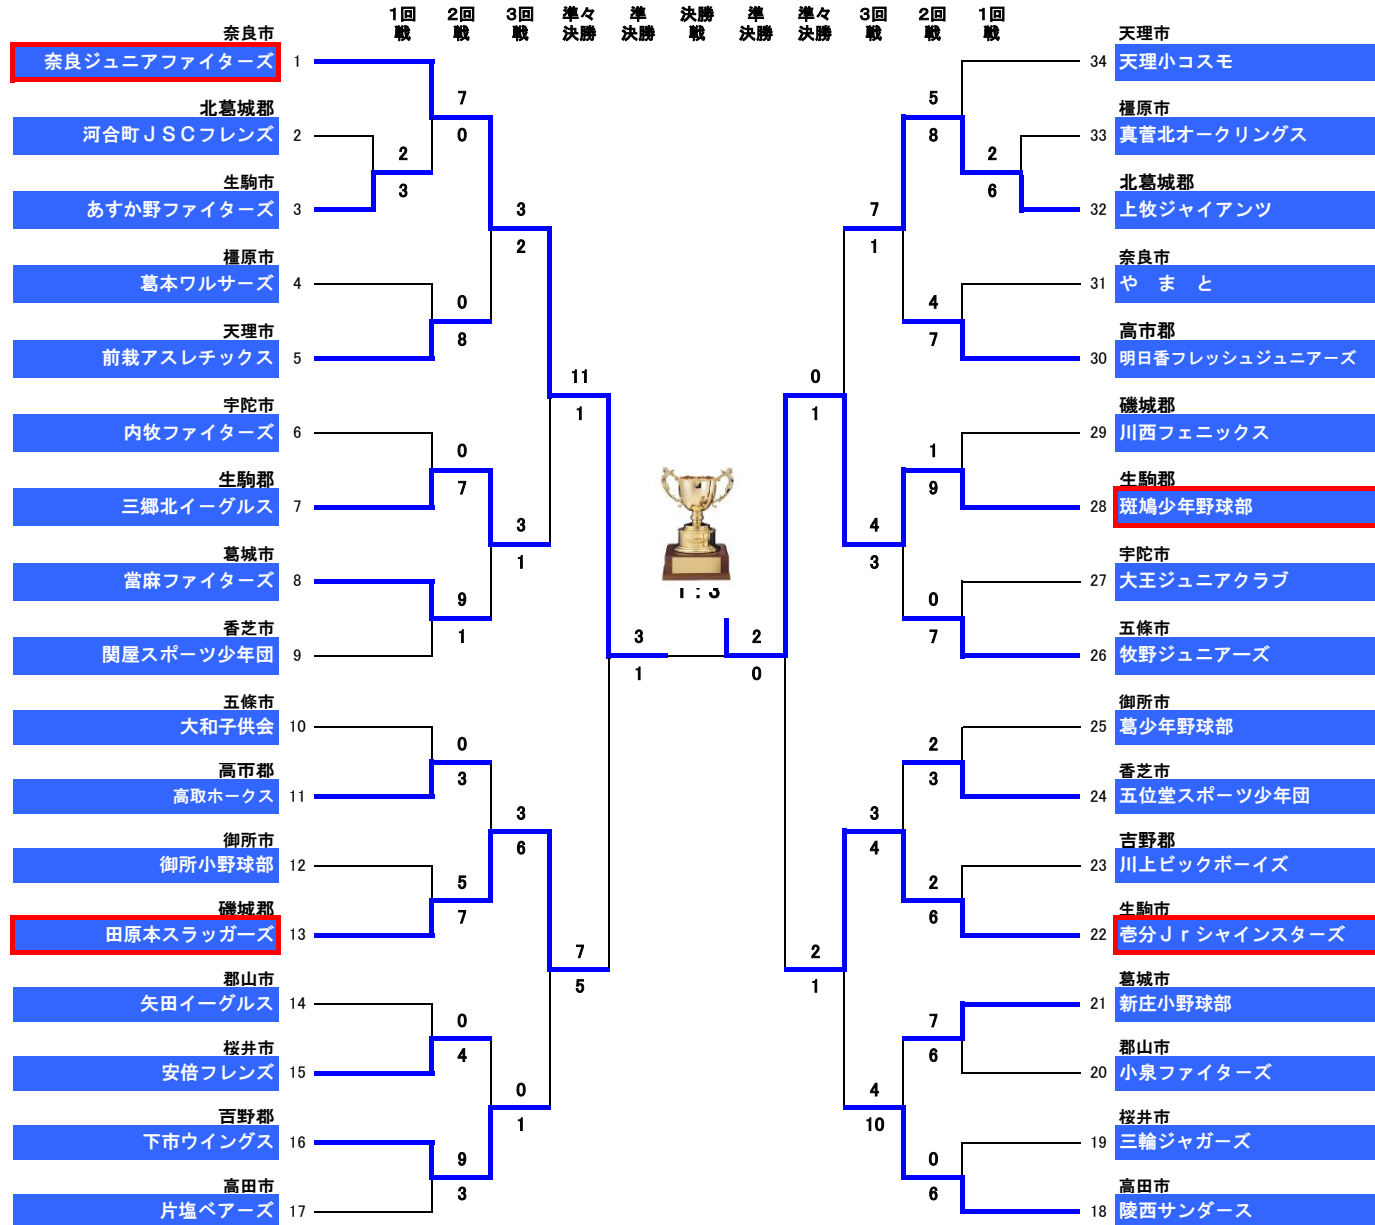 1回戦 2回戦 3回戦 準々決勝 準決勝 決勝戦 準決勝 準々決勝 3回戦 2回戦 1回戦
奈良市
奈良ジュニアファイターズ 1
北葛城郡
河合町ＪＳＣフレンズ 2
生駒市
あすか野ファイターズ 3
橿原市
葛本ワルサーズ 4
天理市
前栽アスレチックス 5
宇陀市
内牧ファイターズ 6
生駒郡
三郷北イーグルス 7
葛城市
當麻ファイターズ 8
香芝市
関屋スポーツ少年団 9
五條市
大和子供会 10
高市郡
高取ホークス 11
御所市
御所小野球部 12
磯城郡
田原本スラッガーズ 13
郡山市
矢田イーグルス 14
桜井市
安倍フレンズ 15
吉野郡
下市ウイングス 16
高田市
片塩ベアーズ 17
2
3
7
0
0
8
0
7
9
1
0
3
5
7
0
4
9
3
3
2
3
1
3
6
0
1
11
1
7
5
3
1
1：3
2
0
0
1
2
1
7
1
4
3
3
4
4
10
5
8
4
7
1
9
0
7
2
3
2
6
7
6
0
6
2
6
天理市
34 天理小コスモ
橿原市
33 真菅北オークリングス
北葛城郡
32 上牧ジャイアンツ
奈良市
31 や ま と
高市郡
30 明日香フレッシュジュニアーズ
磯城郡
29 川西フェニックス
生駒郡
28 斑鳩少年野球部
宇陀市
27 大王ジュニアクラブ
五條市
26 牧野ジュニアーズ
御所市
25 葛少年野球部
香芝市
24 五位堂スポーツ少年団
吉野郡
23 川上ビックボーイズ
生駒市
22 壱分Ｊｒシャインスターズ
葛城市
21 新庄小野球部
郡山市
20 小泉ファイターズ
桜井市
19 三輪ジャガーズ
高田市
18 陵西サンダース